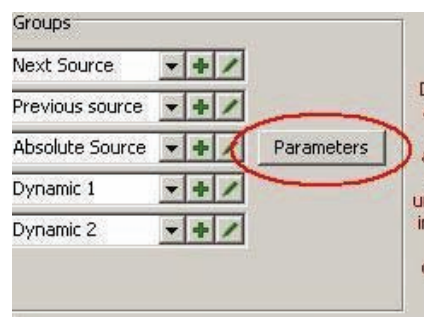 Groups
Next Source
Previous source
Absolute Source
Parameters
Dynamic 1
Dynamic 2